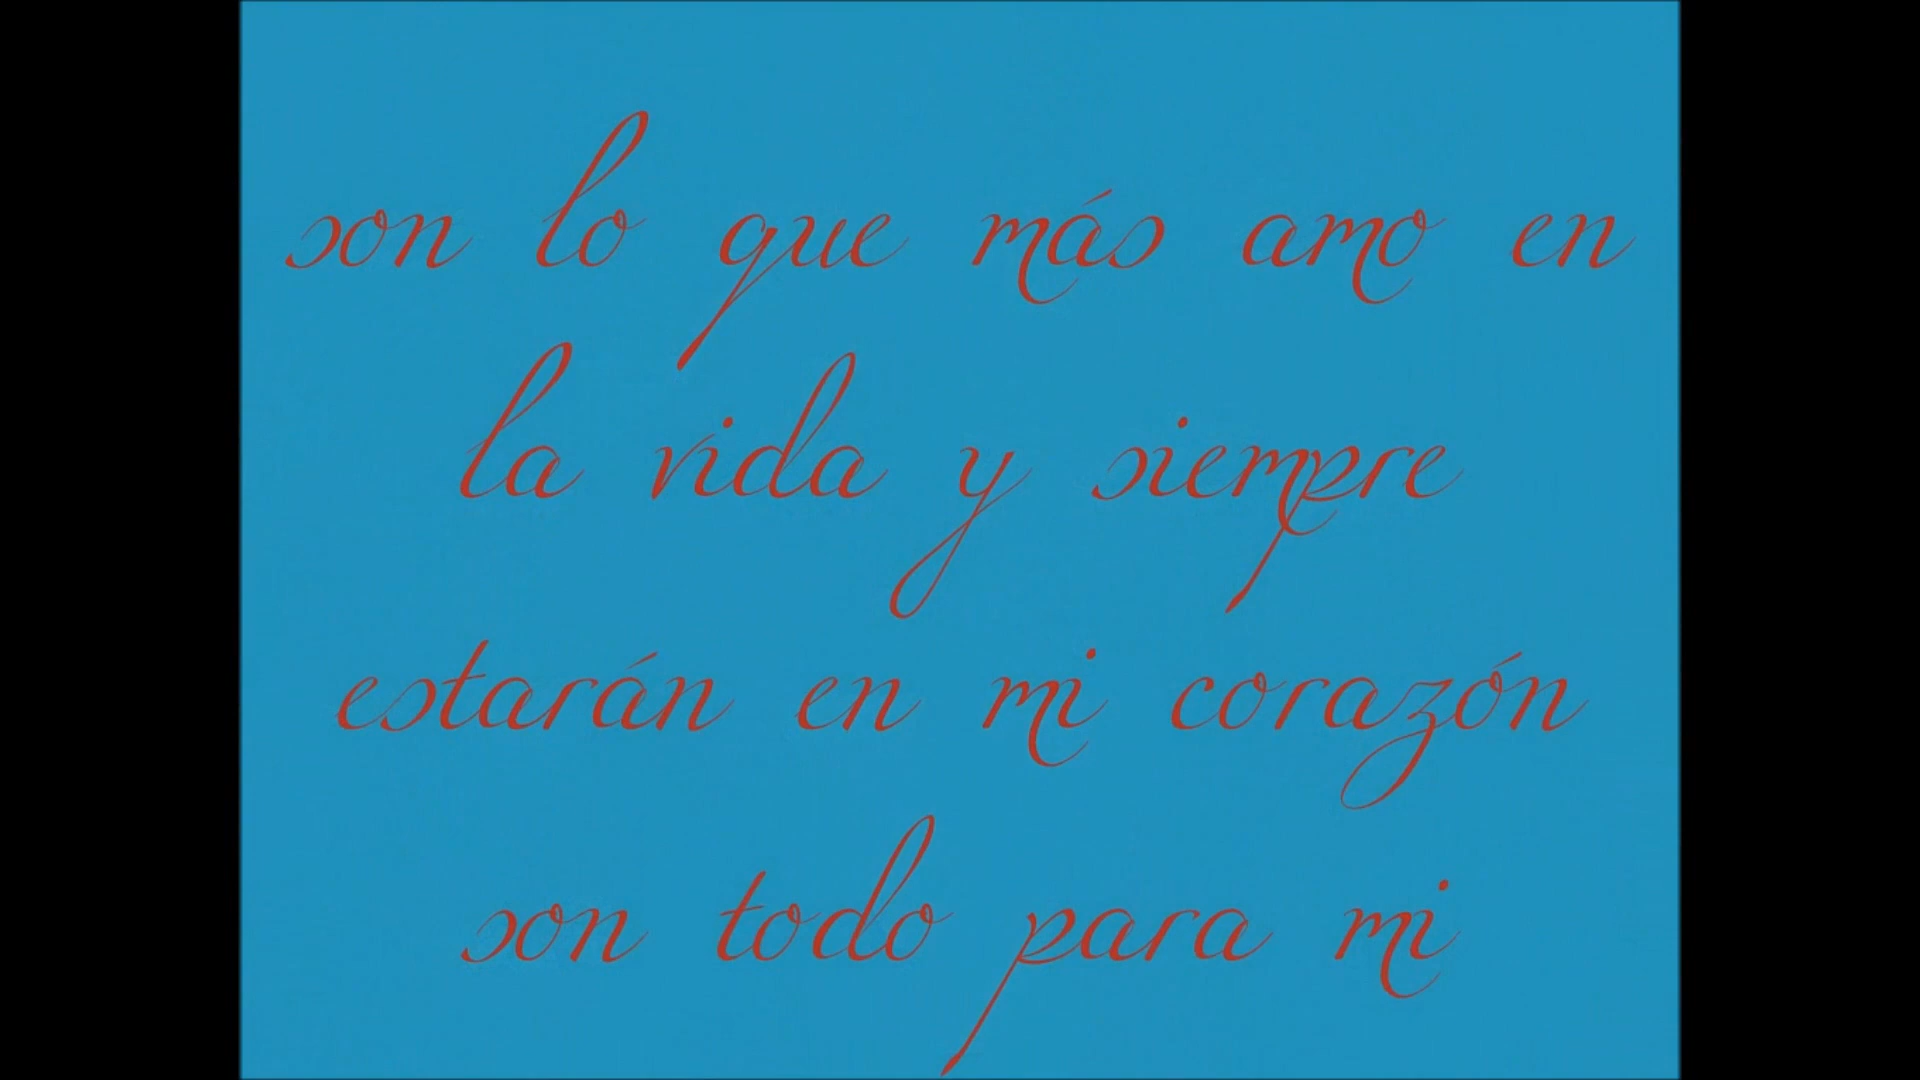 son lo que más amo en
la vida y siempre
estarán en mi corazón
son todo para mi